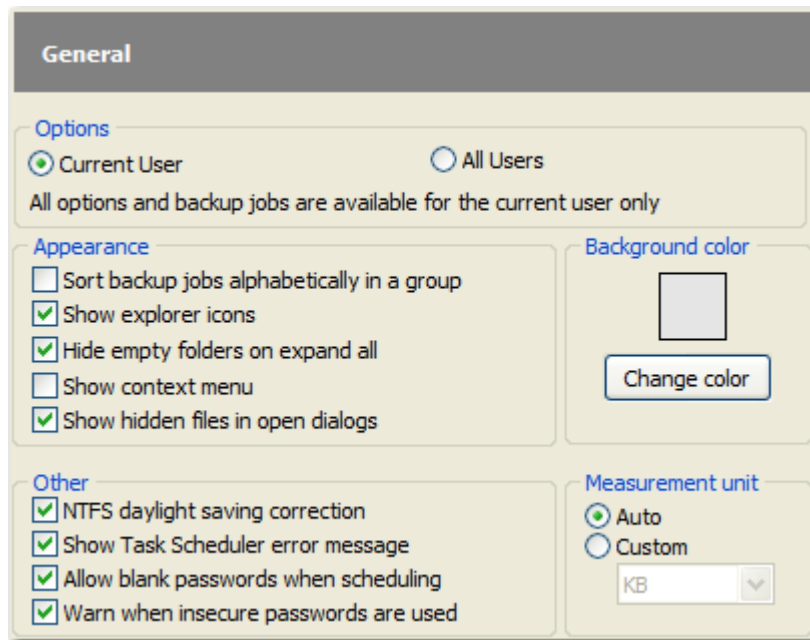 General
Options
Current User
All Users
All options and backup jobs are available for the current user only
Appearance
Sort backup jobs alphabetically in a group
Show explorer icons
Hide empty folders on expand all
Show context menu
Show hidden files in open dialogs
Background color
Change color
Other
NTFS daylight saving correction
Show Task Scheduler error message
Allow blank passwords when scheduling
Warn when insecure passwords are used
Measurement unit
Auto
Custom
KB